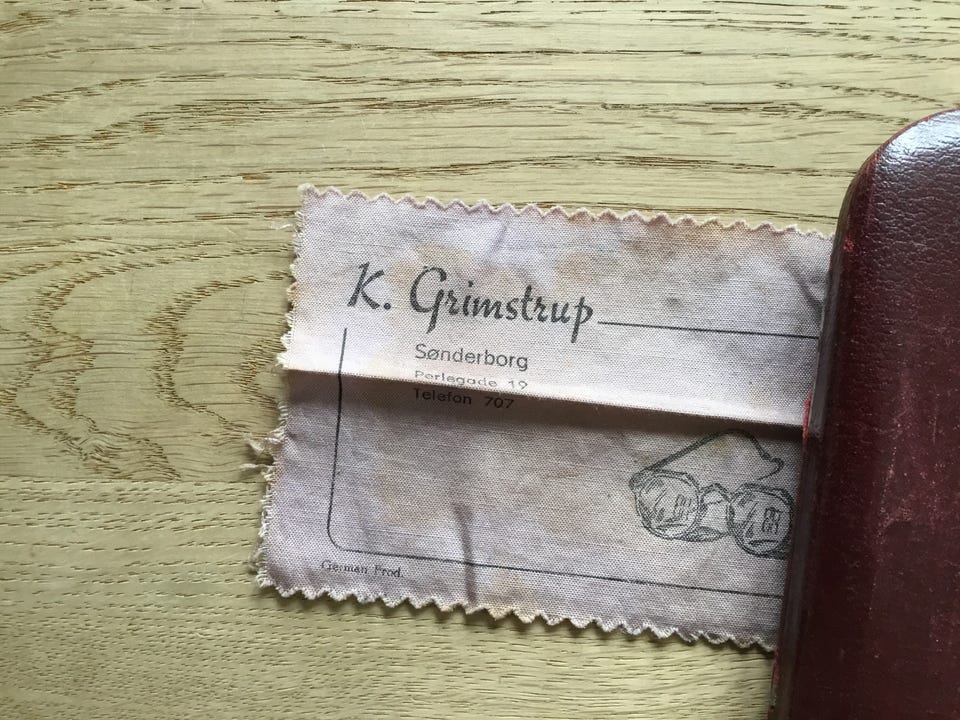 K. Grimstrup
Sønderborg
Perlegade 19
Telefon 707
German Prod.